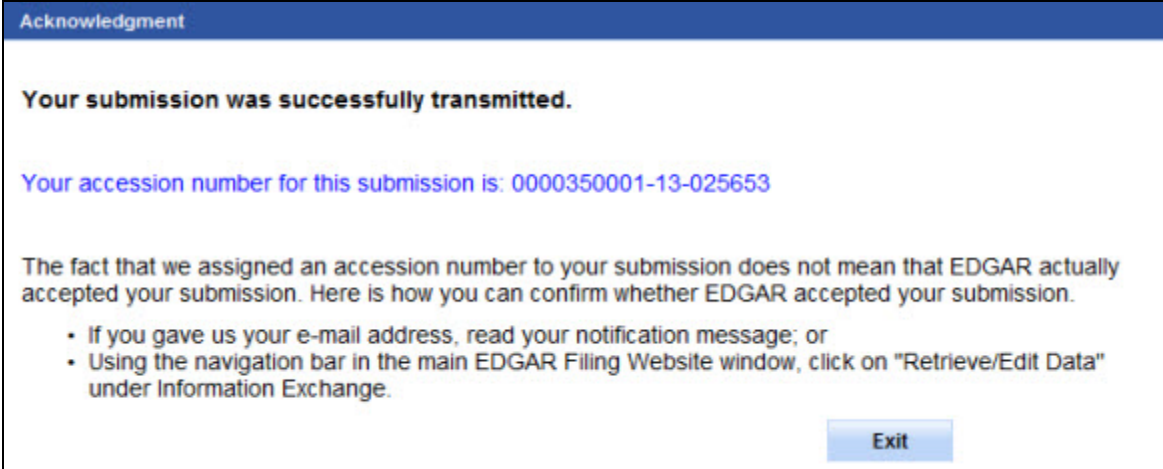 Acknowledgment
Your submission was successfully transmitted.
Your accession number for this submission is: 0000350001-13-025653
The fact that we assigned an accession number to your submission does not mean that EDGAR actually
accepted your submission. Here is how you can confirm whether EDGAR accepted your submission.
• If you gave us your e-mail address, read your notification message; or
• Using the navigation bar in the main EDGAR Filing Website window, click on "Retrieve/Edit Data"
under Information Exchange.
Exit